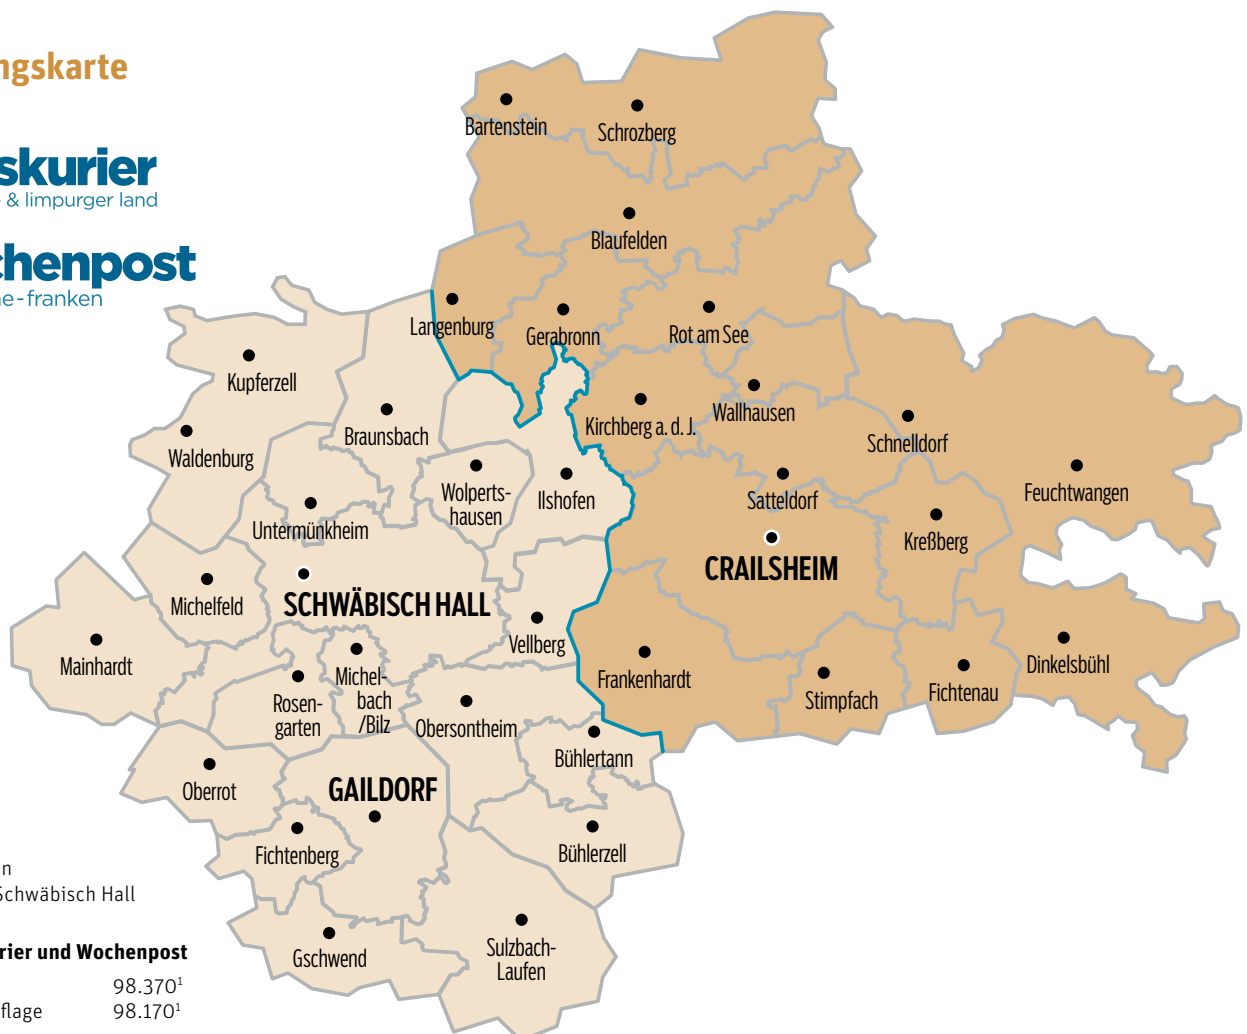 ngskarte
skurier
& limpurger land
chenpost
ne-franken
Bartenstein
Schrozberg
Blaufelden
Langenburg
Gerabronn
Rot am See
Kupferzell
Braunsbach
Kirchberg a. d. J.
Wallhausen
Waldenburg
Schnelldorf
Wolperts-
hausen
Ilshofen
Satteldorf
Feuchtwangen
Untermünkheim
Kreßberg
CRAILSHEIM
Michelfeld
SCHWÄBISCH HALL
Vellberg
Mainhardt
Frankenhardt
Dinkelsbühl
Michel-
bach
/Bilz
Rosen-
garten
Stimpfach
Fichtenau
Obersontheim
Bühlertann
Oberrot
GAILDORF
Fichtenberg
Bühlerzell
en
Schwäbisch Hall
Gschwend
Sulzbach-
Laufen
rier und Wochenpost
98.370¹
flage 98.170¹